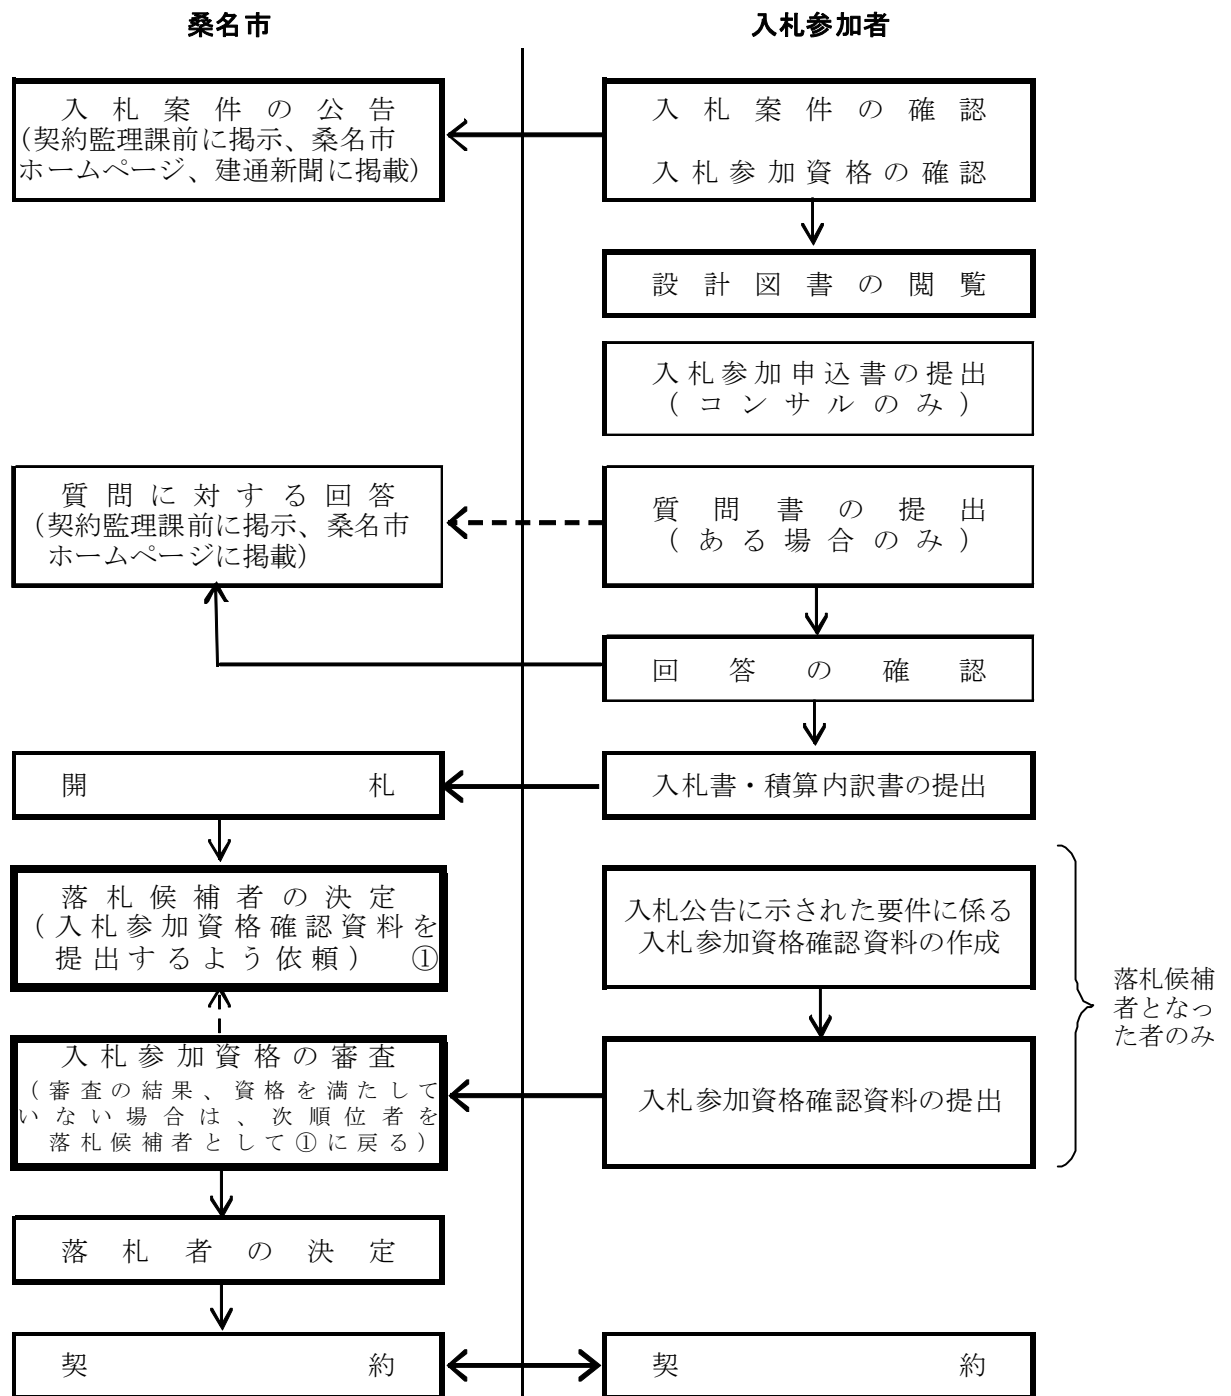 桑名市
入札参加者
入札案件の公告
(契約監理課前に掲示、桑名市
ホームページ、建通新聞に掲載)
入札案件の確認
入札参加資格の確認
設計図書の閲覧
入札参加申込書の提出
(コンサルのみ)
質問に対する回答
(契約監理課前に掲示、桑名市
ホームページに掲載)
質問書の提出
(ある場合のみ)
回答の確認
開札
入札書・積算内訳書の提出
落札候補者の決定
(入札参加資格確認資料を
提出するよう依頼) ①
入札公告に示された要件に係る
入札参加資格確認資料の作成
落札候補
者となっ
た者のみ
入札参加資格の審査
(審査の結果、資格を満たして
いない場合は、次順位者を
落札候補者として①に戻る)
入札参加資格確認資料の提出
落札者の決定
契約
契約